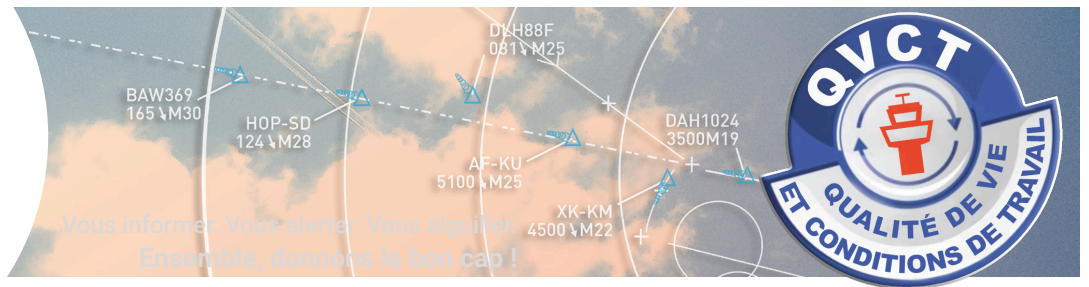 DLH88F
081↘M25
BAW369
165↘M30
HOP-SD
124↘M28
DAH1024
3500M19
AF-KU
5100↘M25
XK-KM
4500↘M22
Vous informer. Vous alerter. Vous aiguiller.
Ensemble, donnons le bon cap !
QVCT
QUALITÉ DE VIE
ET CONDITIONS DE TRAVAIL